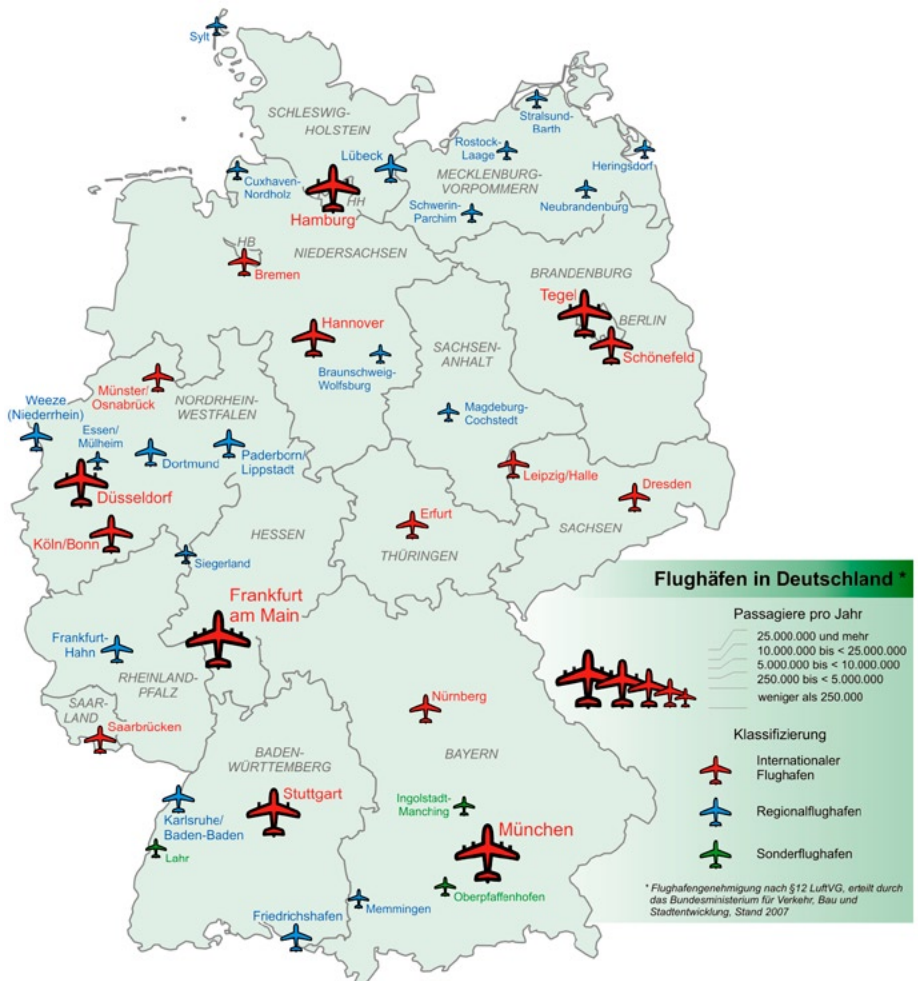 Sylt
SCHLESWIG-
HOLSTEIN
Stralsund-
Barth
Rostock-
Laage
Lübeck
Heringsdorf
Cuxhaven-
Nordholz
MECKLENBURG-
VORPOMMERN
HH
Hamburg
Schwerin-
Parchim
Neubrandenburg
HB
Bremen
NIEDERSACHSEN
BRANDENBURG
Tegel
BERLIN
Schönefeld
Hannover
Braunschweig-
Wolfsburg
SACHSEN-
ANHALT
Münster/
Osnabrück
NORDRHEIN-
WESTFALEN
Weeze
(Niederrhein)
Essen/
Mülheim
Dortmund
Paderborn/
Lippstadt
Magdeburg-
Cochstedt
Düsseldorf
Leipzig/Halle
Dresden
Köln/Bonn
HESSEN
Erfurt
THÜRINGEN
SACHSEN
Siegerland
Frankfurt
am Main
Frankfurt-
Hahn
RHEINLAND-
PFALZ
SAAR-
LAND
Saarbrücken
Nürnberg
BADEN-
WÜRTTEMBERG
BAYERN
Stuttgart
Ingolstadt-
Manching
Karlsruhe/
Baden-Baden
Lahr
München
Oberpfaffenhofen
Memmingen
Friedrichshafen
Flughäfen in Deutschland *
Passagiere pro Jahr
25.000.000 und mehr
10.000.000 bis < 25.000.000
5.000.000 bis < 10.000.000
250.000 bis < 5.000.000
weniger als 250.000
Klassifizierung
Internationaler
Flughafen
Regionalflughafen
Sonderflughafen
* Flughafengenehmigung nach §12 LuftVG, erteilt durch
das Bundesministerium für Verkehr, Bau und
Stadtentwicklung, Stand 2007